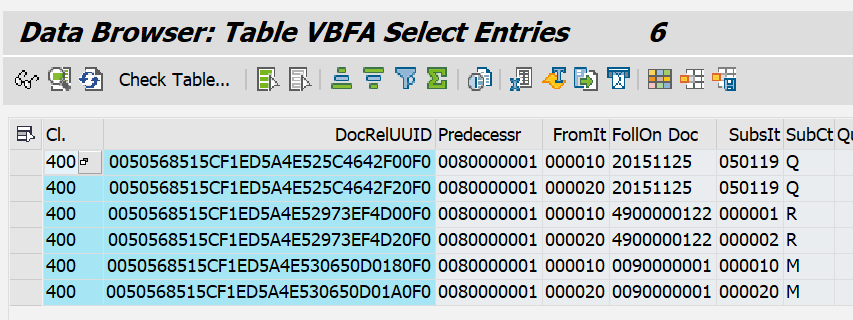 Data Browser: Table VBFA Select Entries 6
Check Table...
Cl. DocRelUUID Predecessr FromIt FollOn Doc SubsIt SubCt Qu
400 0050568515CF1ED5A4E525C4642F00F0 0080000001 000010 20151125 050119 Q
400 0050568515CF1ED5A4E525C4642F20F0 0080000001 000020 20151125 050119 Q
400 0050568515CF1ED5A4E52973EF4D00F0 0080000001 000010 4900000122 000001 R
400 0050568515CF1ED5A4E52973EF4D20F0 0080000001 000020 4900000122 000002 R
400 0050568515CF1ED5A4E530650D0180F0 0080000001 000010 0090000001 000010 M
400 0050568515CF1ED5A4E530650D01A0F0 0080000001 000020 0090000001 000020 M